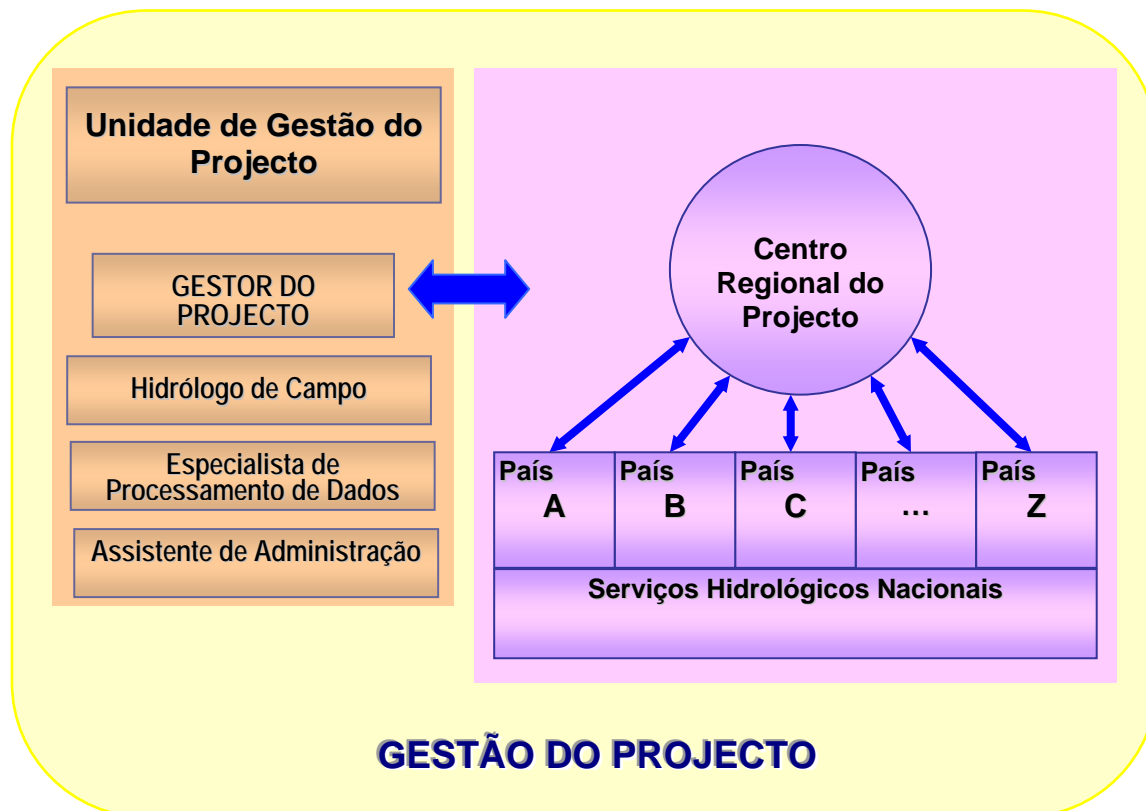 Unidade de Gestão do
Projecto
GESTOR DO
PROJECTO
Hidrólogo de Campo
Especialista de
Processamento de Dados
Assistente de Administração
Centro
Regional do
Projecto
País
A
País
B
País
C
País
...
País
Z
Serviços Hidrológicos Nacionais
GESTÃO DO PROJECTO